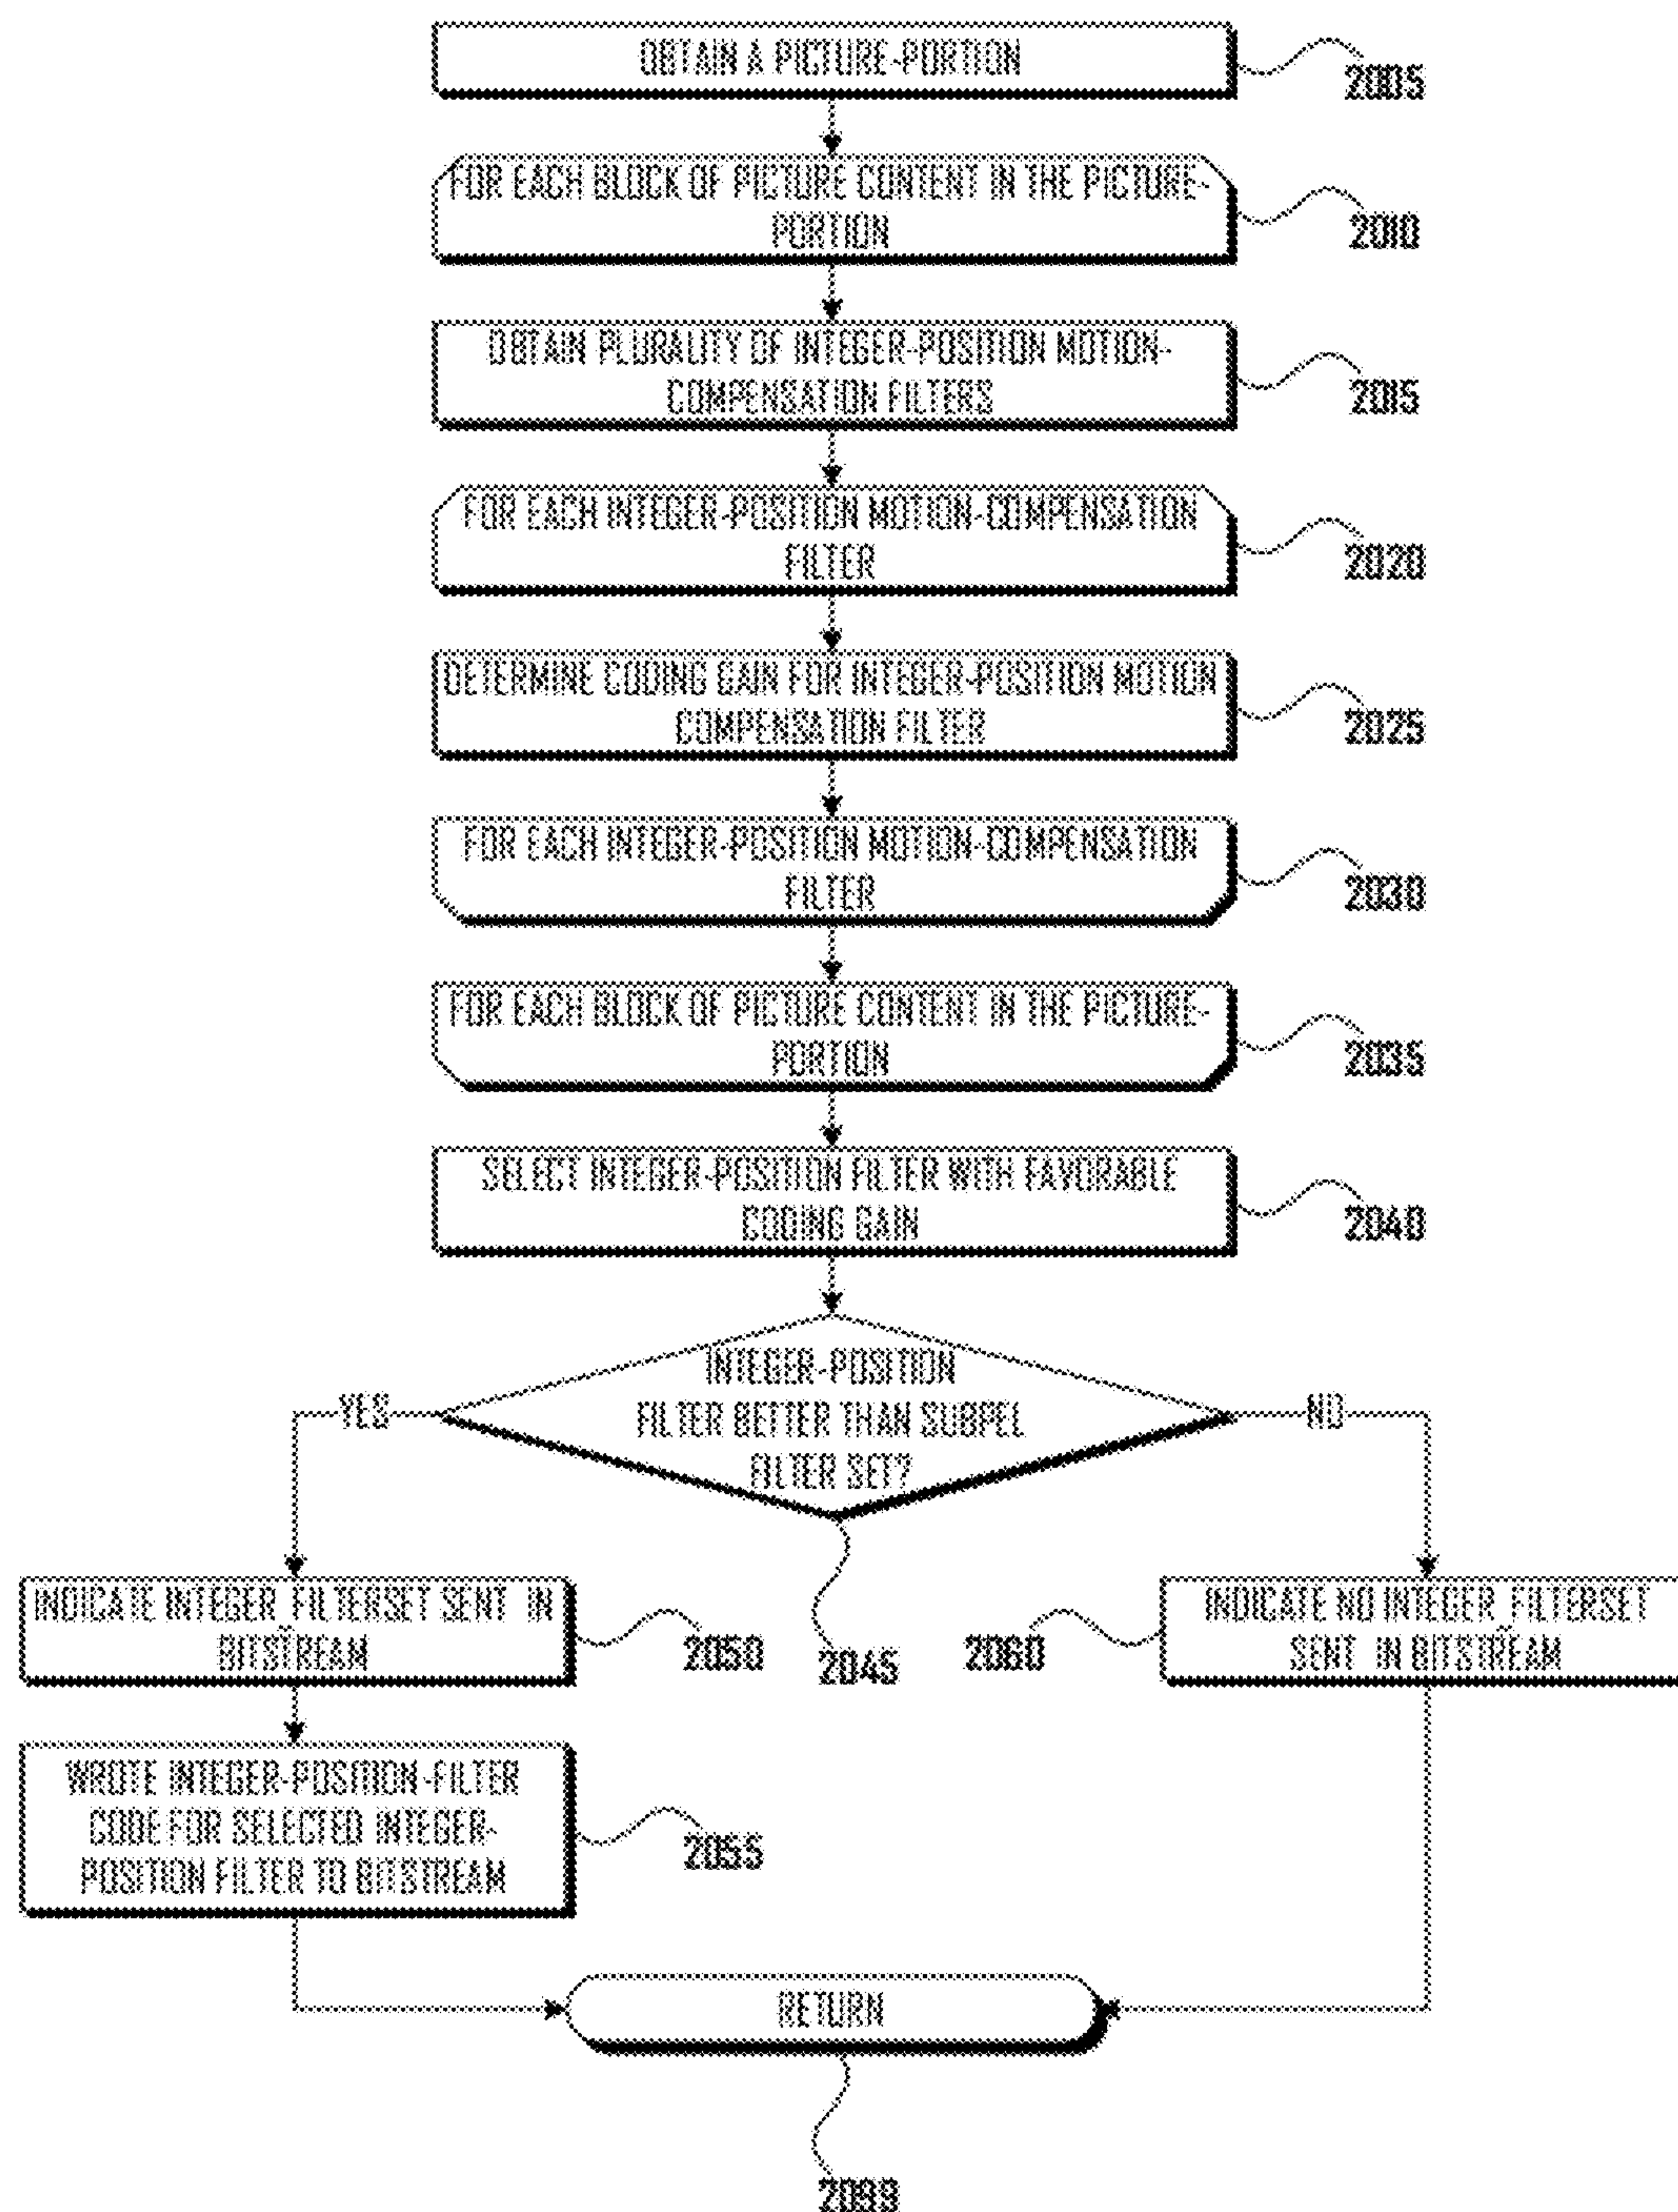 OBTAIN A PICTURE-PORTION
2005
FOR EACH BLOCK OF PICTURE CONTENT IN THE PICTURE-
PORTION
2010
OBTAIN PLURALITY OF INTEGER-POSITION MOTION-
COMPENSATION FILTERS
2015
FOR EACH INTEGER-POSITION MOTION-COMPENSATION
FILTER
2020
DETERMINE CODING GAIN FOR INTEGER-POSITION MOTION
COMPENSATION FILTER
2025
FOR EACH INTEGER-POSITION MOTION-COMPENSATION
FILTER
2030
FOR EACH BLOCK OF PICTURE CONTENT IN THE PICTURE-
PORTION
2035
SELECT INTEGER-POSITION FILTER WITH FAVORABLE
CODING GAIN
2040
INTEGER-POSITION
FILTER BETTER THAN SUBPEL
FILTER SET?
YES
NO
2045
INDICATE INTEGER_FILTERSET SENT IN
BITSTREAM
2050
2060
INDICATE NO INTEGER_FILTERSET
SENT IN BITSTREAM
WROTE INTEGER-POSITION-FILTER
CODE FOR SELECTED INTEGER-
POSITION FILTER TO BITSTREAM
2055
RETURN
2099